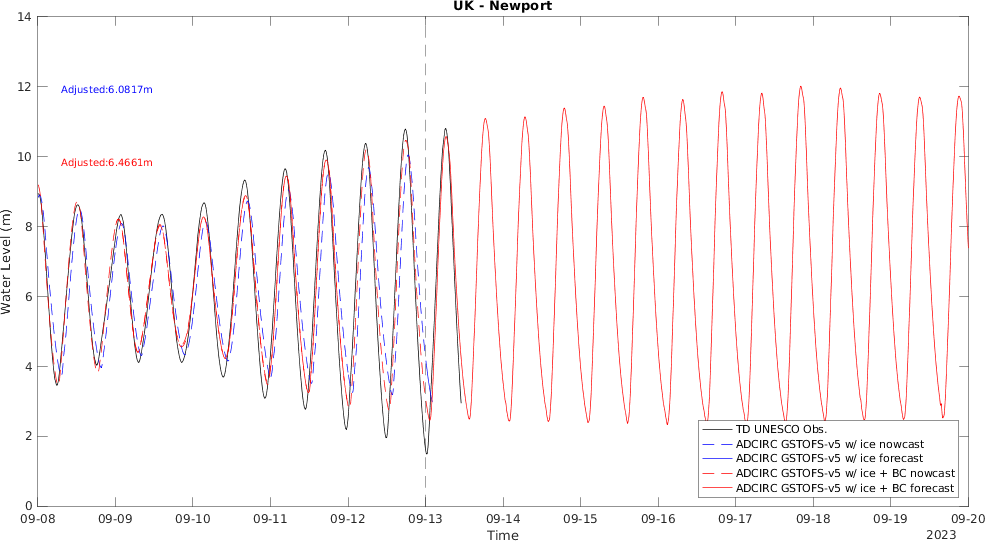 UK - Newport
14
12
10
8
6
4
2
0
Water Level (m)
Adjusted:6.0817m
Adjusted:6.4661m
TD UNESCO Obs.
ADCIRC GSTOFS-v5 w/ ice nowcast
ADCIRC GSTOFS-v5 w/ ice forecast
ADCIRC GSTOFS-v5 w/ ice + BC nowcast
ADCIRC GSTOFS-v5 w/ ice + BC forecast
09-08 09-09 09-10 09-11 09-12 09-13 09-14 09-15 09-16 09-17 09-18 09-19 09-20
Time
2023